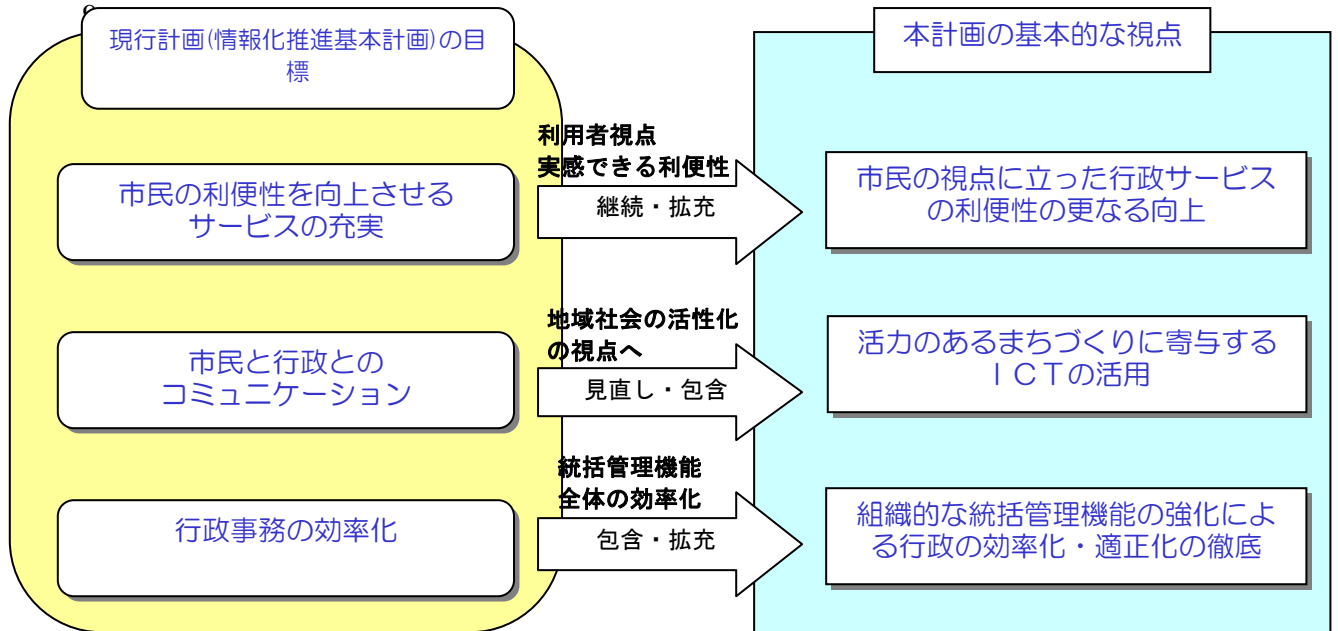 現行計画(情報化推進基本計画)の目
標
本計画の基本的な視点
市民の利便性を向上させる
サービスの充実
利用者視点
実感できる利便性
継続・拡充
市民の視点に立った行政サービス
の利便性の更なる向上
市民と行政との
コミュニケーション
地域社会の活性化
の視点へ
見直し・包含
活力のあるまちづくりに寄与する
ＩＣＴの活用
行政事務の効率化
統括管理機能
全体の効率化
包含・拡充
組織的な統括管理機能の強化によ
る行政の効率化・適正化の徹底